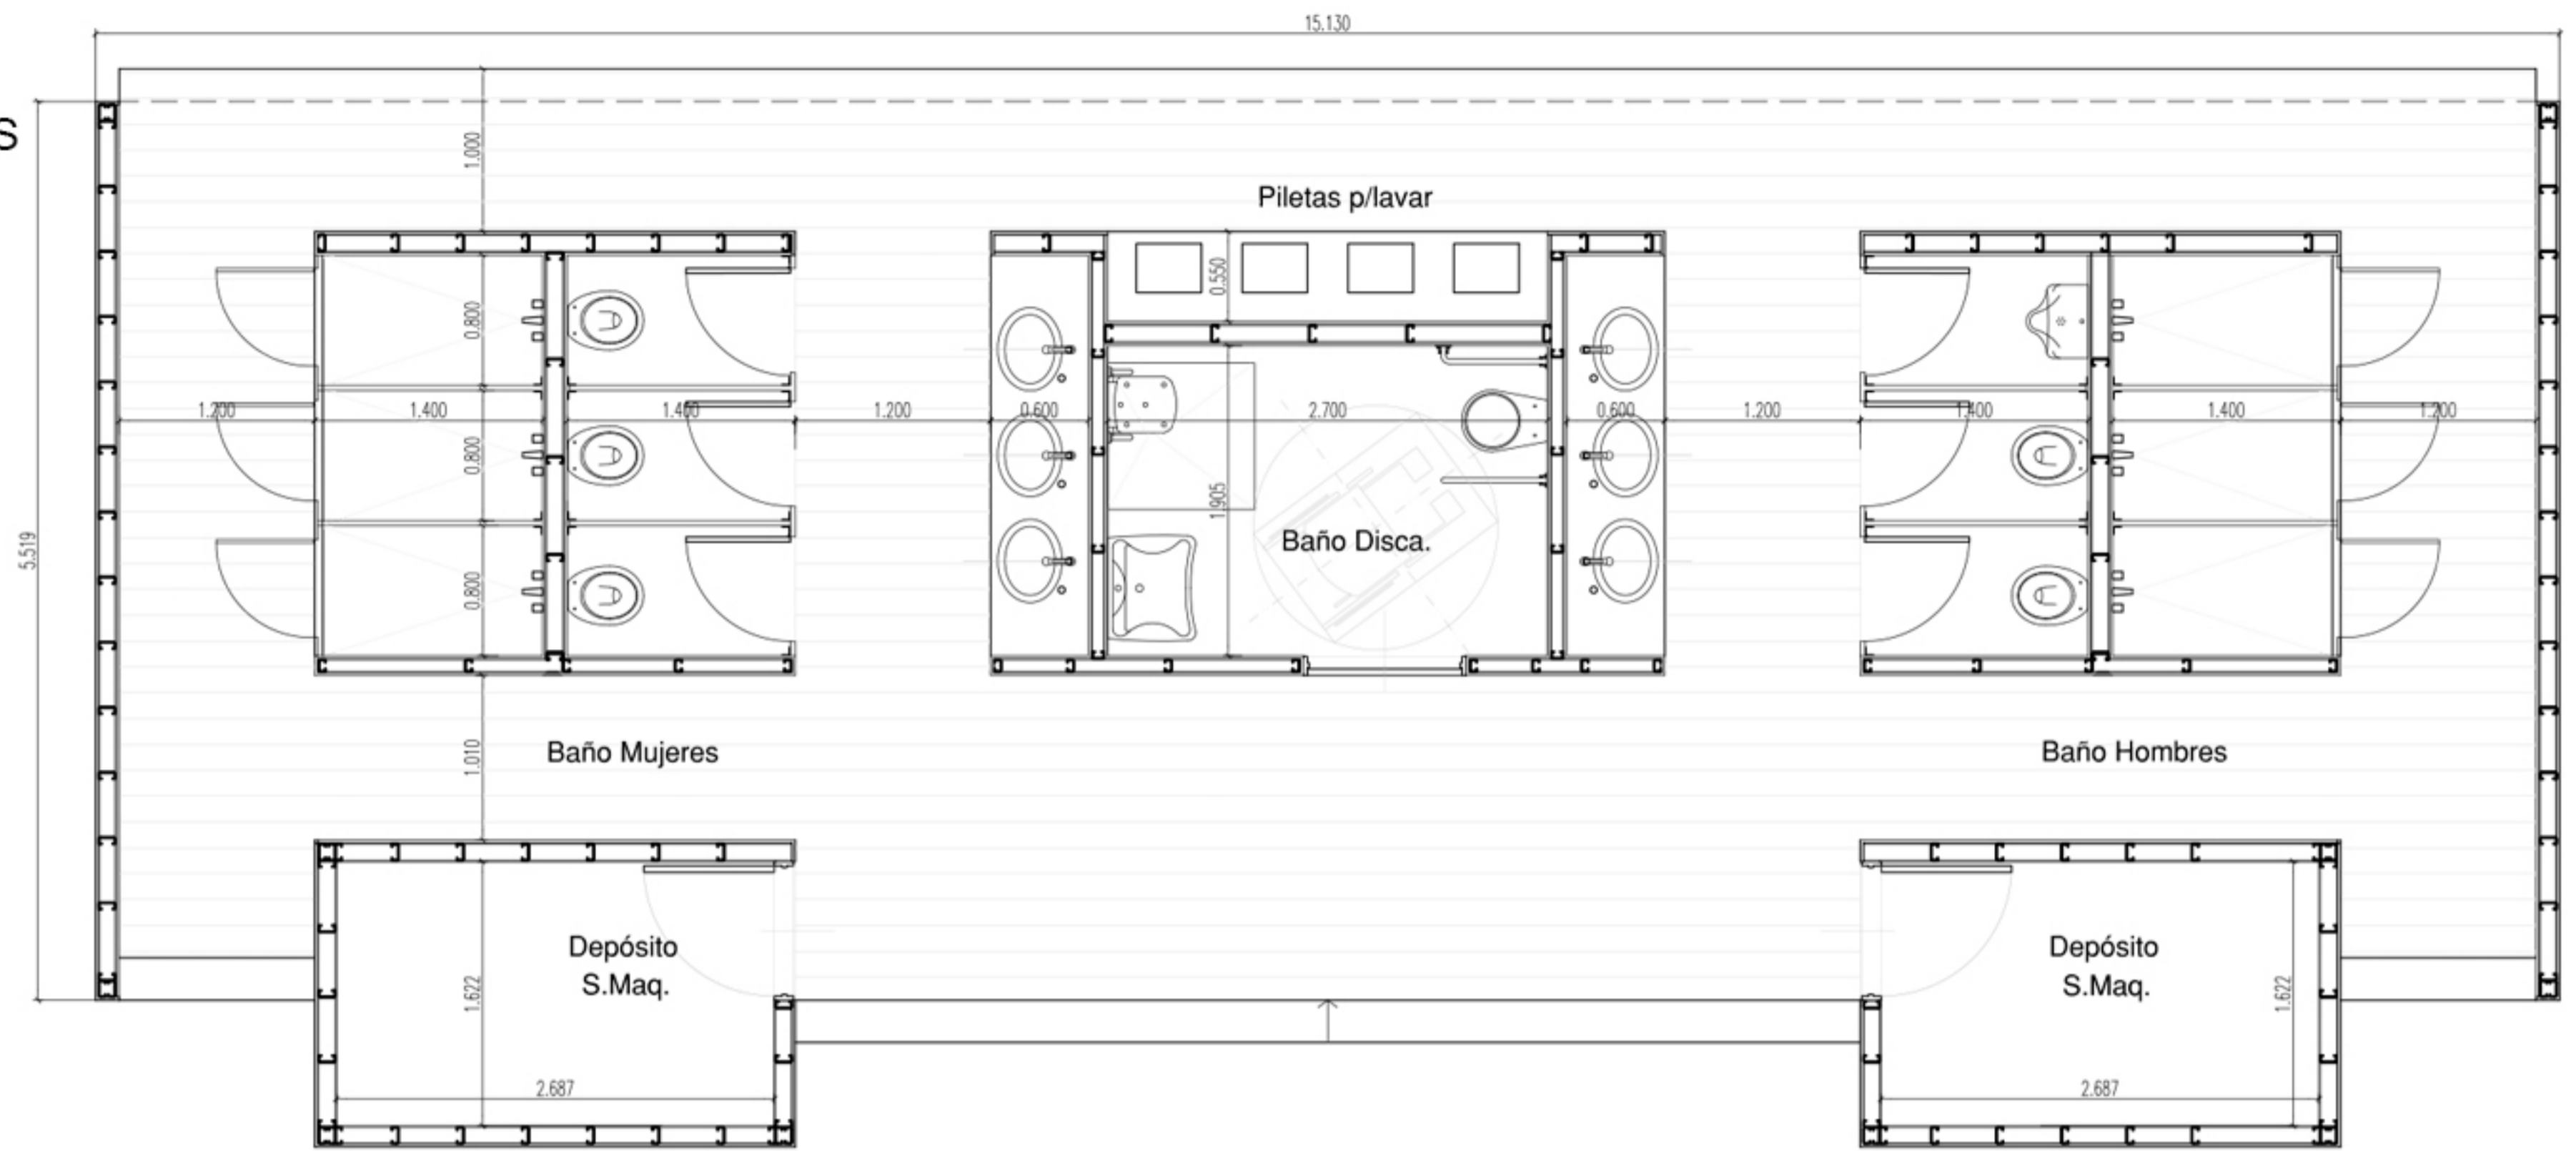 15.130
S
1.000
Piletas p/lavar
0.550
0.800
1.200
1.400
1.400
1.200
0.600
2.700
0.600
1.200
1.400
1.400
1.200
0.800
1.905
5.519
Baño Disca.
0.800
1.010
Baño Mujeres
Baño Hombres
Depósito
S.Maq.
1.622
2.687
Depósito
S.Maq.
1.622
2.687